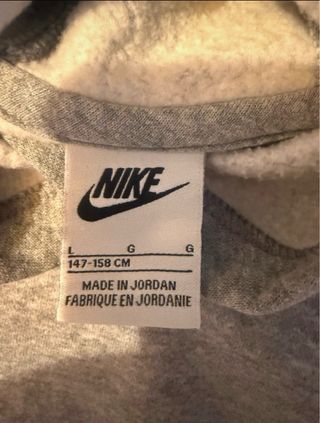 NIKE
L G G
147-158 CM
MADE IN JORDAN
FABRIQUE EN JORDANIE